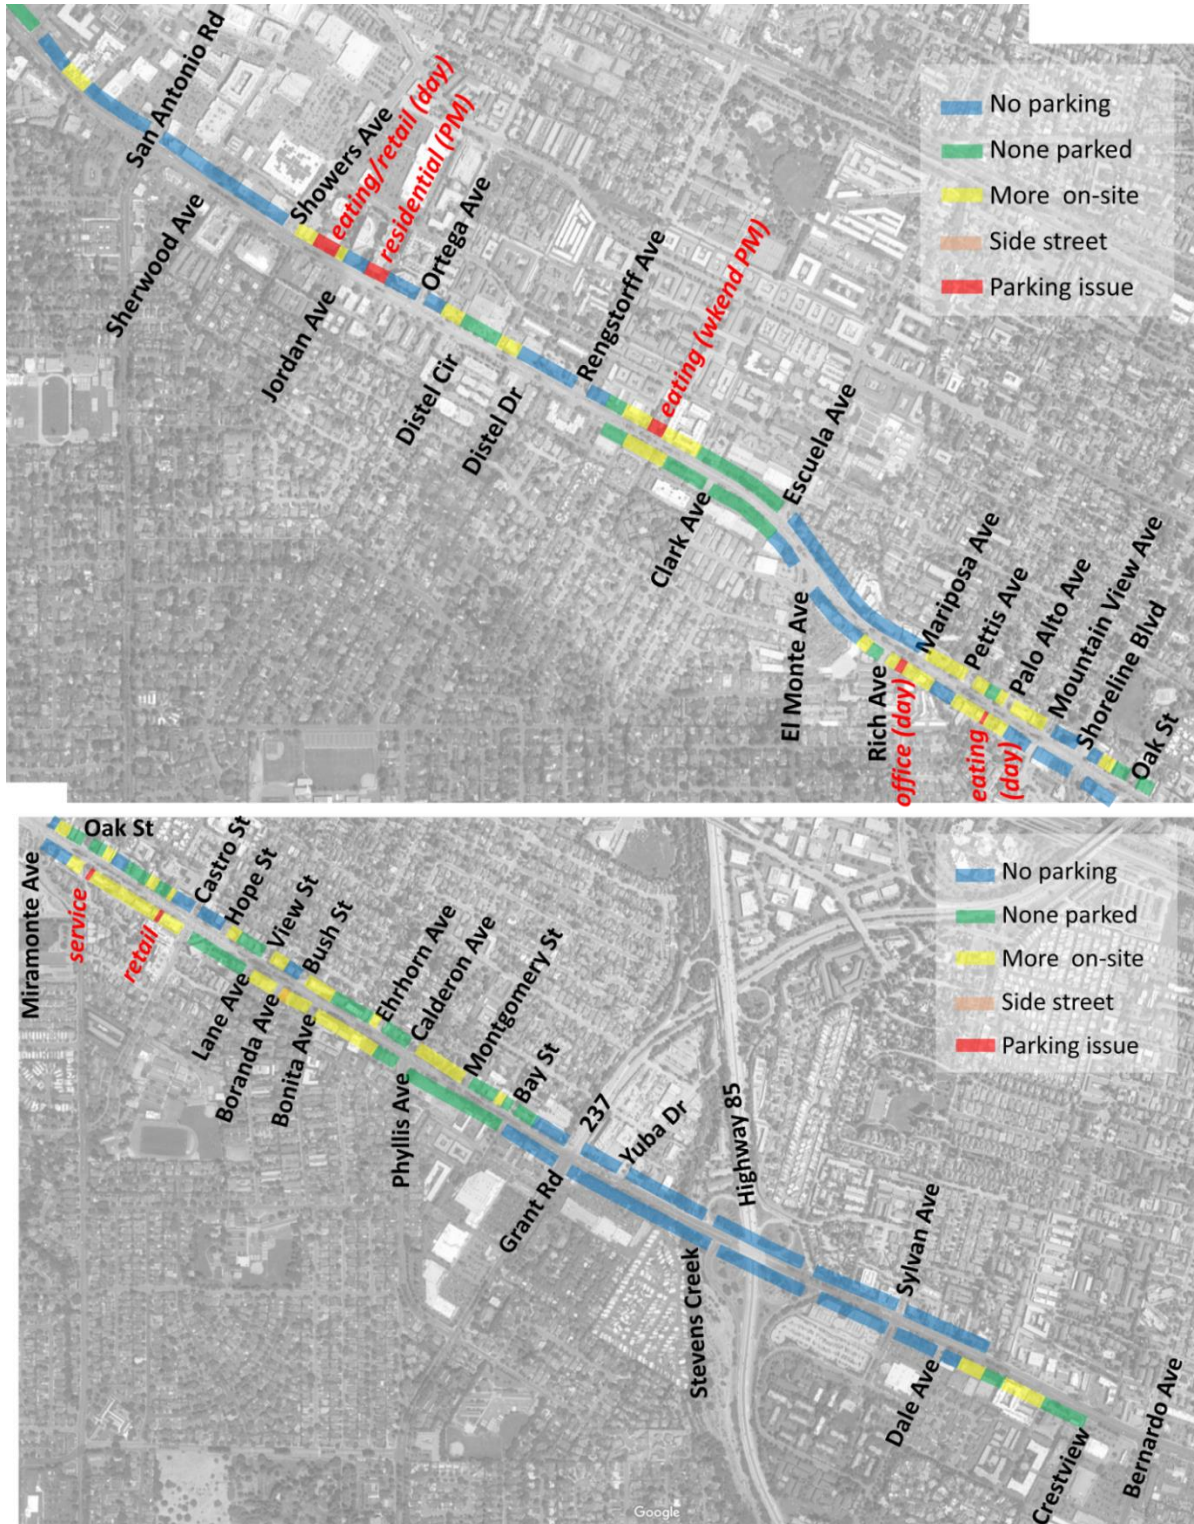 San Antonio Rd
Showers Ave
eating/retail (day)
residential (PM)
Ortega Ave
Rengstorff Ave
eating (wkend PM)
Escuela Ave
Mariposa Ave
Pettis Ave
Palo Alto Ave
Mountain View Ave
Shoreline Blvd
Oak St
Sherwood Ave
Jordan Ave
Distel Cir
Distel Dr
Clark Ave
El Monte Ave
Rich Ave
office (day)
eating
(day)
No parking
None parked
More on-site
Side street
Parking issue
Miramonte Ave
Oak St
service
retail
Castro St
Hope St
View St
Bush St
Ehrhorn Ave
Calderon Ave
Montgomery St
Bay St
237
Yuba Dr
Highway 85
Sylvan Ave
Lane Ave
Boranda Ave
Bonita Ave
Phyllis Ave
Grant Rd
Stevens Creek
Dale Ave
Crestview
Bernardo Ave
No parking
None parked
More on-site
Side street
Parking issue
Google